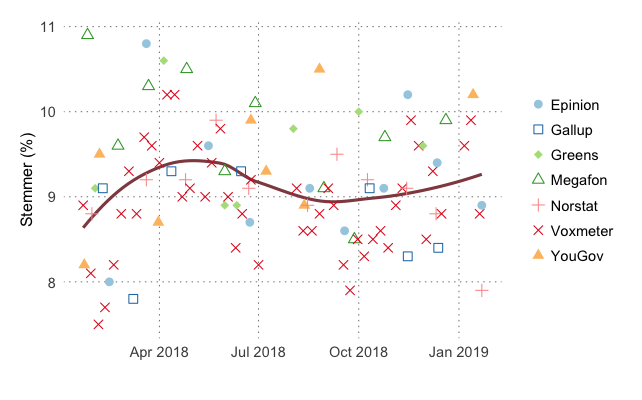 11
10
9
8
Stemmer (%)
Apr 2018
Jul 2018
Oct 2018
Jan 2019
Epinion
Gallup
Greens
Megafon
Norstat
Voxmeter
YouGov